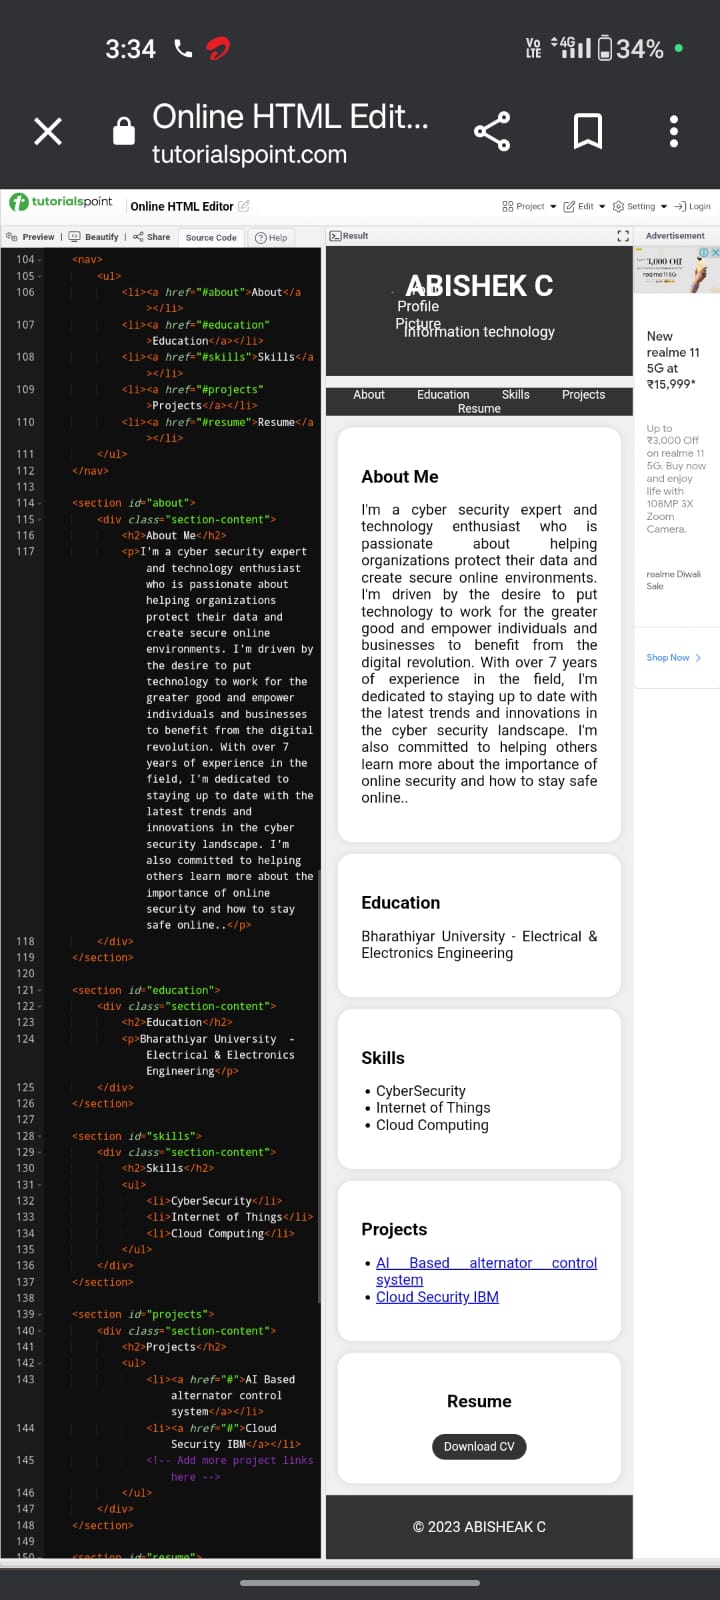 3:34
Vo LTE 4G 34%
Online HTML Edit...
tutorialspoint.com
tutorialspoint Online HTML Editor
Project Edit Setting Login
Preview | Beautify | Share Source Code Help
104 <nav>
105 <ul>
106 <li><a href="#about">About</a
></li>
107 <li><a href="#education"
>Education</a></li>
108 <li><a href="#skills">Skills</a
></li>
109 <li><a href="#projects"
>Projects</a></li>
110 <li><a href="#resume">Resume</a
></li>
111 </ul>
112 </nav>
113
114 <section id="about">
115 <div class="section-content">
116 <h2>About Me</h2>
117 <p>I'm a cyber security expert
and technology enthusiast
who is passionate about
helping organizations
protect their data and
create secure online
environments. I'm driven by
the desire to put
technology to work for the
greater good and empower
individuals and businesses
to benefit from the digital
revolution. With over 7
years of experience in the
field, I'm dedicated to
staying up to date with the
latest trends and
innovations in the cyber
security landscape. I'm
also committed to helping
others learn more about the
importance of online
security and how to stay
safe online..</p>
118 </div>
119 </section>
120
121 <section id="education">
122 <div class="section-content">
123 <h2>Education</h2>
124 <p>Bharathiyar University -
Electrical & Electronics
Engineering</p>
125 </div>
126 </section>
127
128 <section id="skills">
129 <div class="section-content">
130 <h2>Skills</h2>
131 <ul>
132 <li>CyberSecurity</li>
133 <li>Internet of Things</li>
134 <li>Cloud Computing</li>
135 </ul>
136 </div>
137 </section>
138
139 <section id="projects">
140 <div class="section-content">
141 <h2>Projects</h2>
142 <ul>
143 <li><a href="#">AI Based
alternator control
system</a></li>
144 <li><a href="#">Cloud
Security IBM</a></li>
145 <!-- Add more project links
here -->
146 </ul>
147 </div>
148 </section>
149
150 <section id="resume">
Result
ABISHEK C
Profile
Picture
Information technology
About Education Skills Projects
Resume
About Me
I'm a cyber security expert and
technology enthusiast who is
passionate about helping
organizations protect their data and
create secure online environments.
I'm driven by the desire to put
technology to work for the greater
good and empower individuals and
businesses to benefit from the
digital revolution. With over 7 years
of experience in the field, I'm
dedicated to staying up to date with
the latest trends and innovations in
the cyber security landscape. I'm
also committed to helping others
learn more about the importance of
online security and how to stay safe
online..
Education
Bharathiyar University - Electrical &
Electronics Engineering
Skills
• CyberSecurity
• Internet of Things
• Cloud Computing
Projects
• AI Based alternator control
system
• Cloud Security IBM
Resume
Download CV
© 2023 ABISHEAK C
Advertisement
3,000 Off
realme 11 5G
New
realme 11
5G at
₹15,999*
Up to
₹3,000 Off
on realme 11
5G. Buy now
and enjoy
life with
108MP 3X
Zoom
Camera.
realme Diwali
Sale
Shop Now >